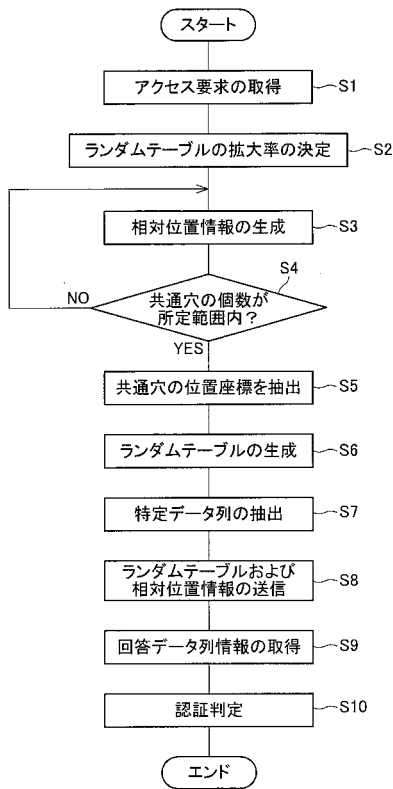 スタート
アクセス要求の取得
S1
ランダムテーブルの拡大率の決定
S2
相対位置情報の生成
S3
S4
共通穴の個数が
所定範囲内?
NO
YES
共通穴の位置座標を抽出
S5
ランダムテーブルの生成
S6
特定データ列の抽出
S7
ランダムテーブルおよび
相対位置情報の送信
S8
回答データ列情報の取得
S9
認証判定
S10
エンド